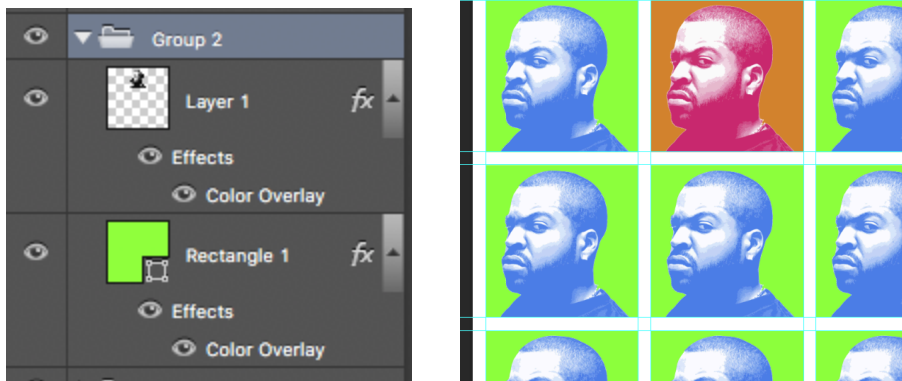 Group 2
Layer 1 fx
Effects
Color Overlay
Rectangle 1 fx
Effects
Color Overlay